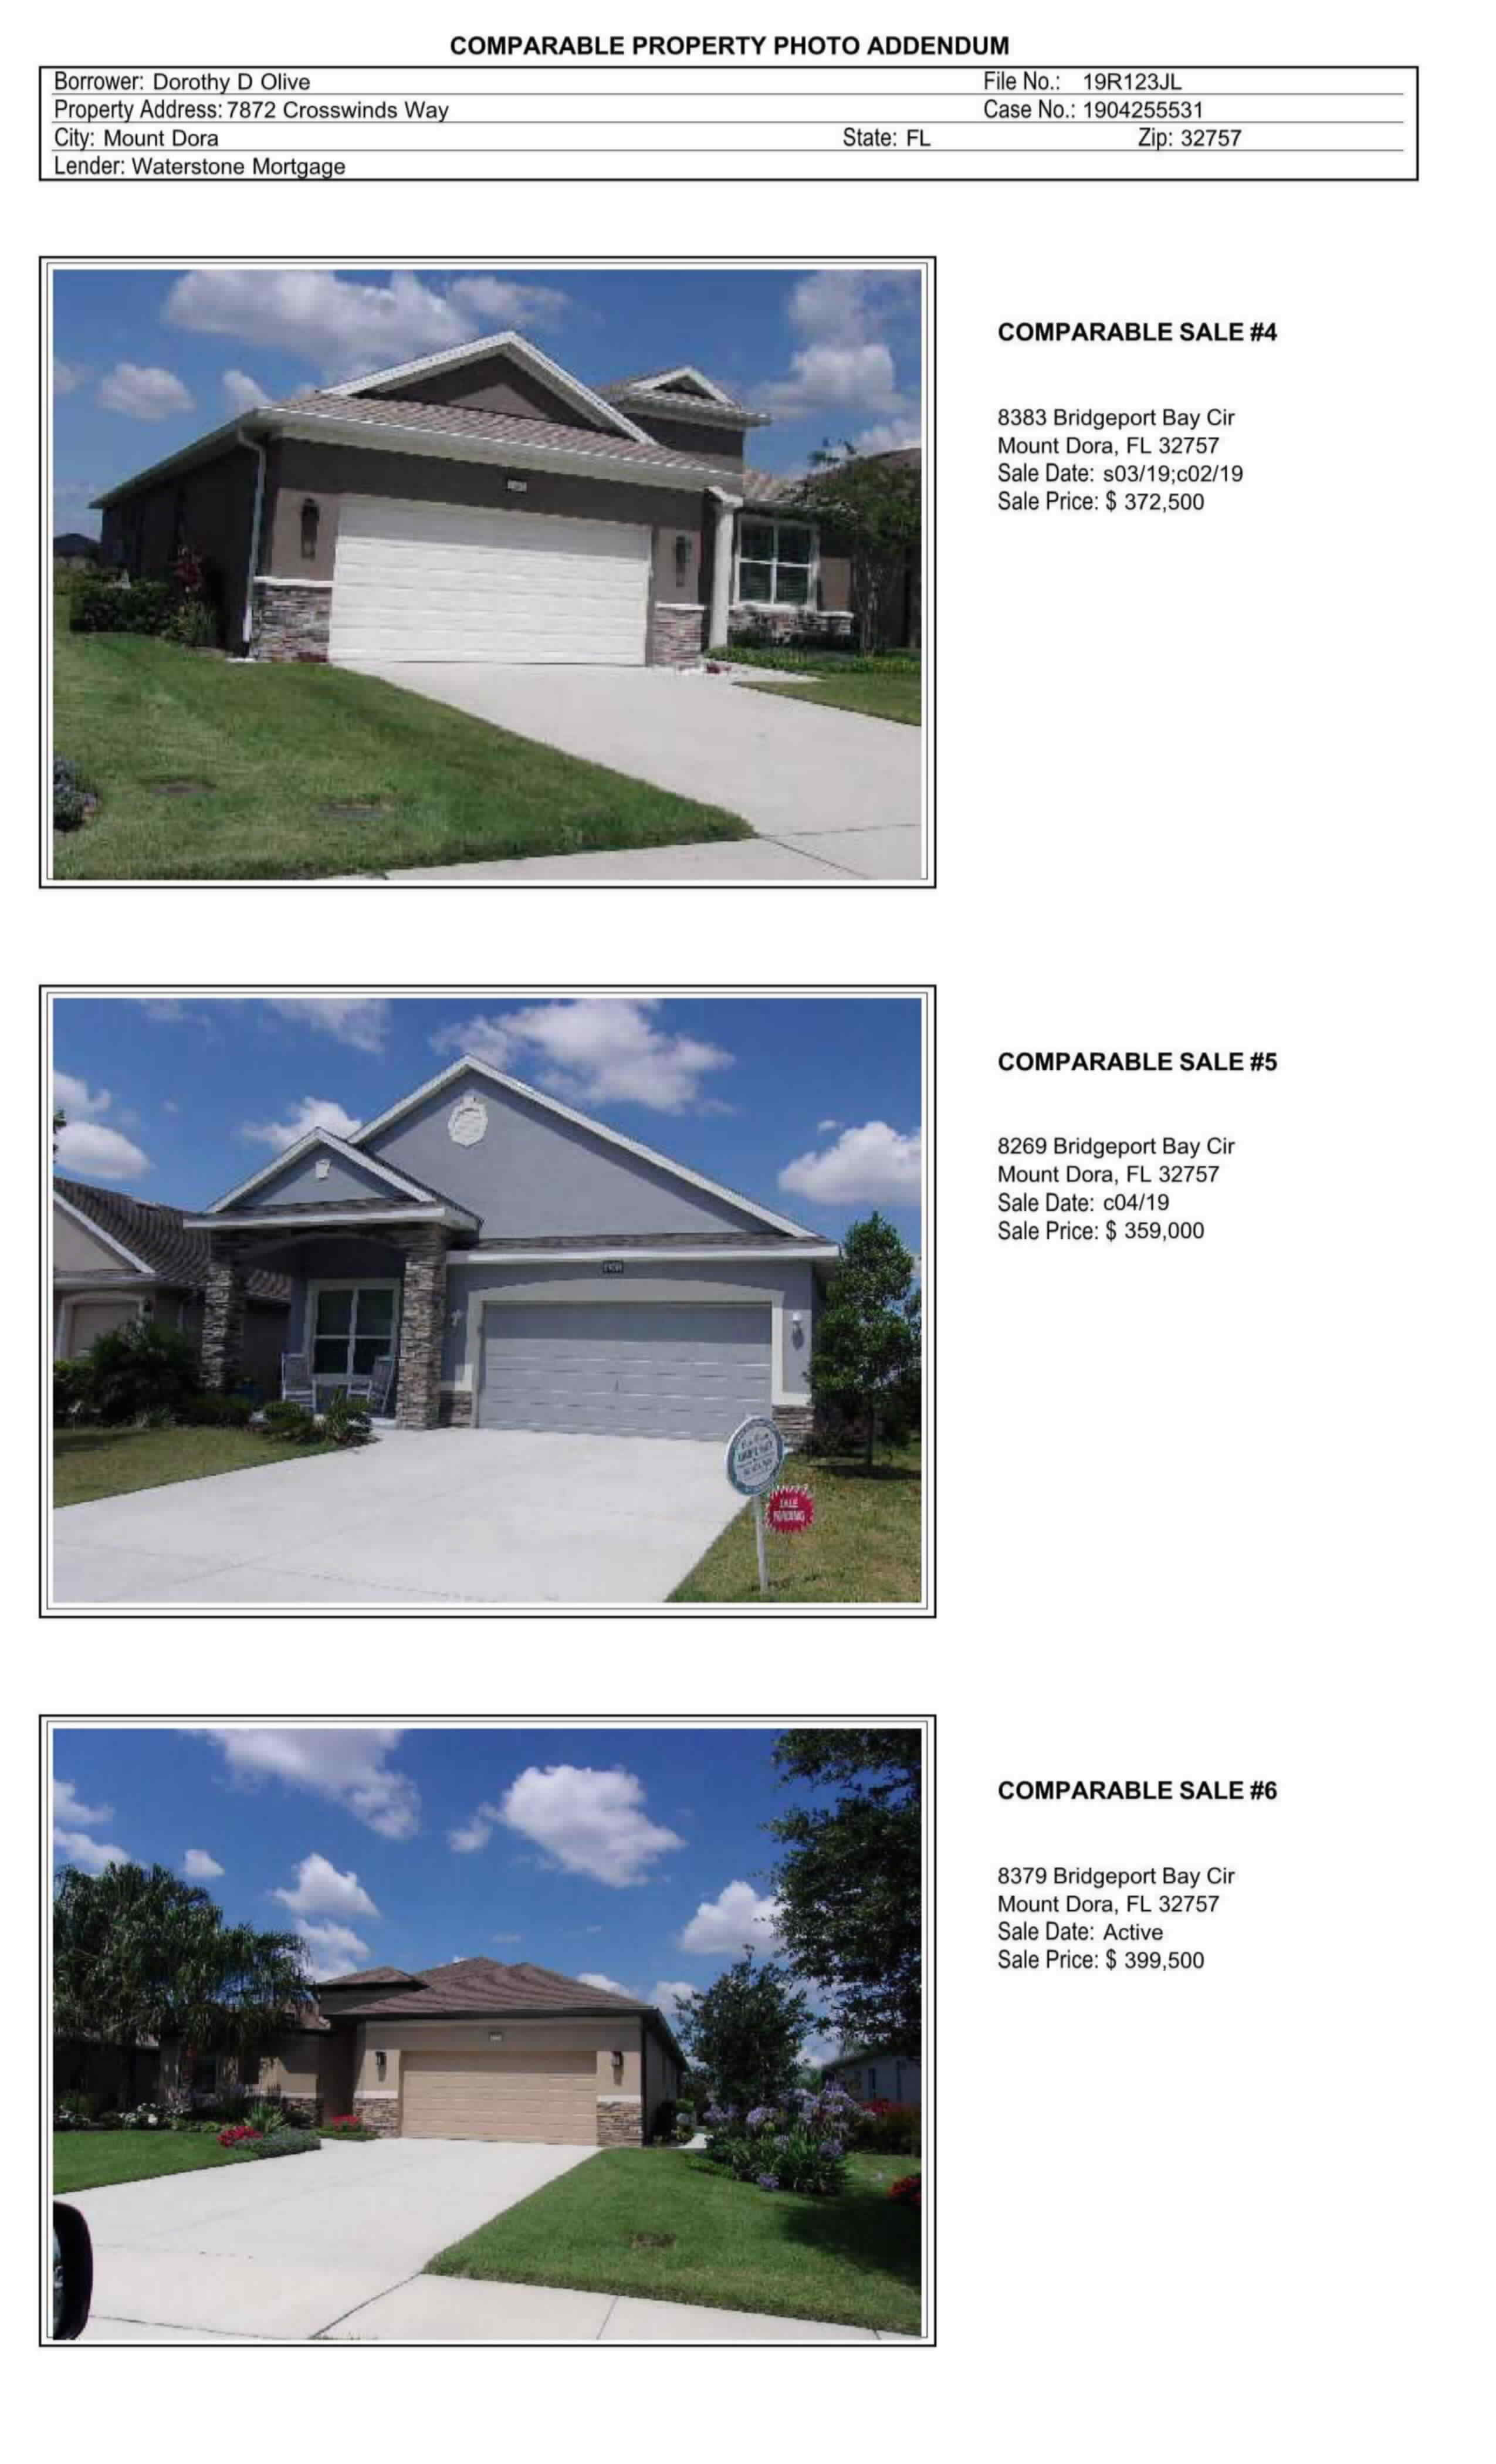 COMPARABLE PROPERTY PHOTO ADDENDUM
Borrower: Dorothy D Olive File No.: 19R123JL
Property Address: 7872 Crosswinds Way Case No.: 1904255531
City: Mount Dora State: FL Zip: 32757
Lender: Waterstone Mortgage
COMPARABLE SALE #4
8383 Bridgeport Bay Cir
Mount Dora, FL 32757
Sale Date: s03/19;c02/19
Sale Price: $ 372,500
COMPARABLE SALE #5
8269 Bridgeport Bay Cir
Mount Dora, FL 32757
Sale Date: c04/19
Sale Price: $ 359,000
SALE
PENDING
COMPARABLE SALE #6
8379 Bridgeport Bay Cir
Mount Dora, FL 32757
Sale Date: Active
Sale Price: $ 399,500